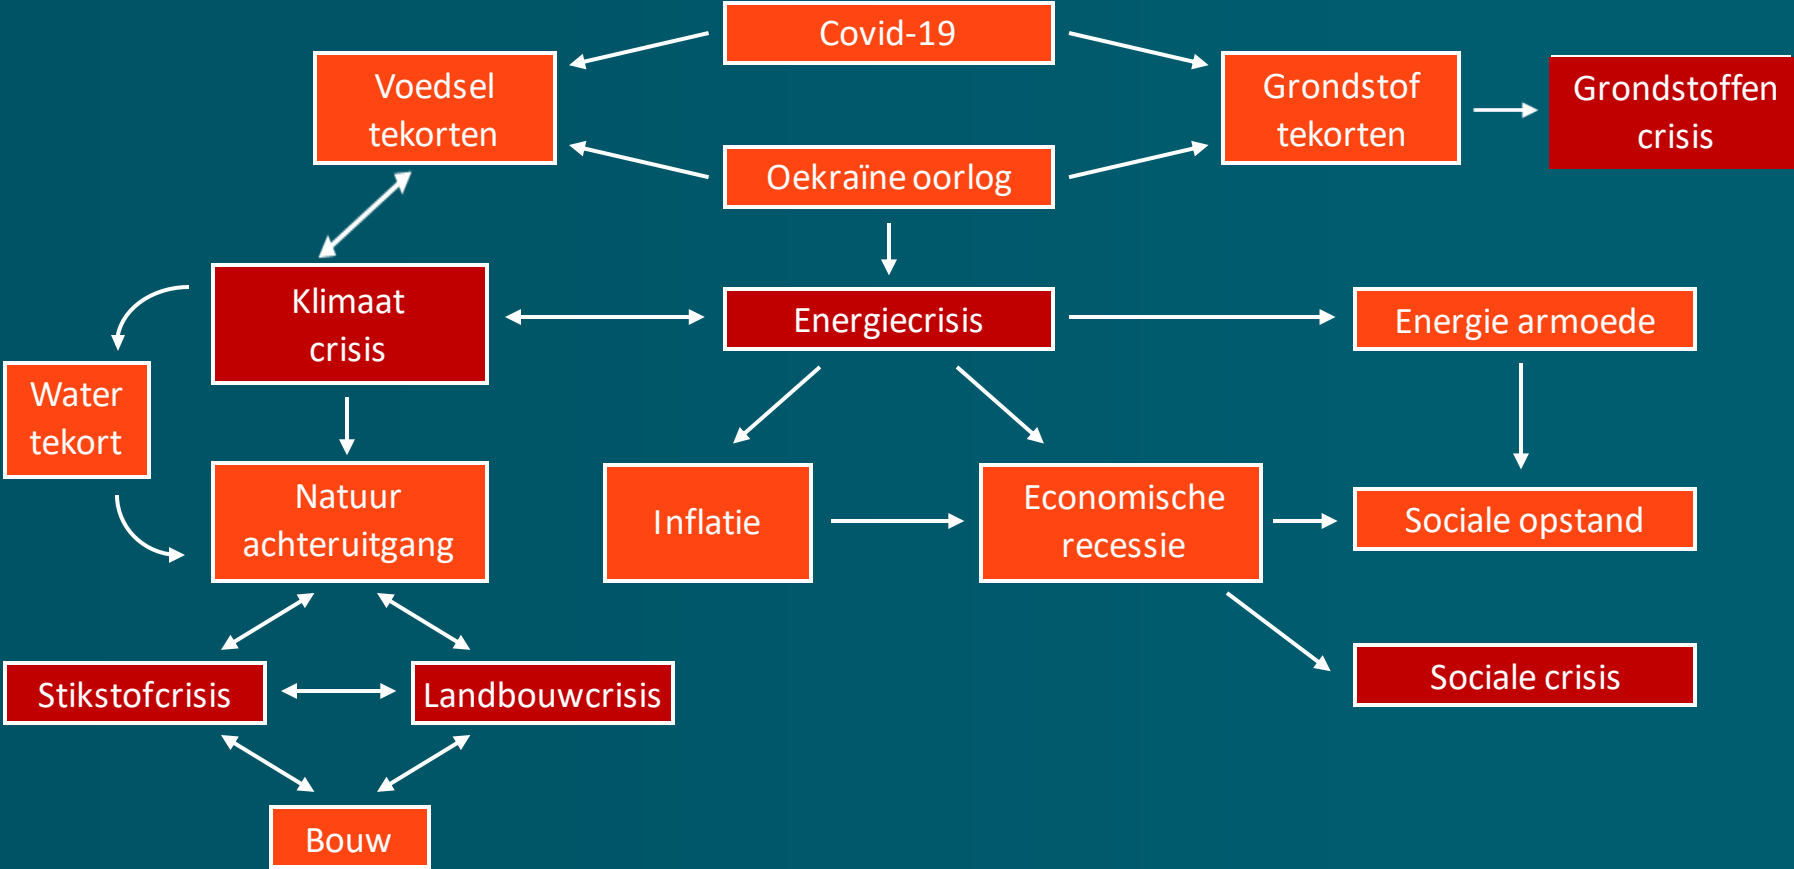 Covid-19
Voedsel
tekorten
Grondstof
tekorten
Grondstoffen
crisis
Oekraïne oorlog
Klimaat
crisis
Energiecrisis
Energie armoede
Water
tekort
Natuur
achteruitgang
Inflatie
Economische
recessie
Sociale opstand
Stikstofcrisis
Landbouwcrisis
Sociale crisis
Bouw